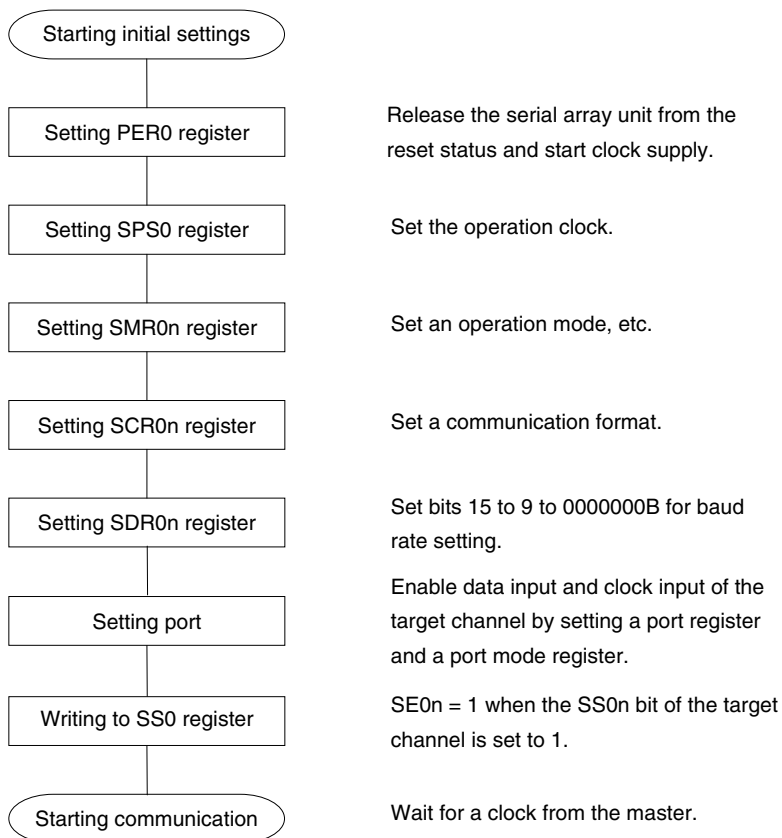 Starting initial settings
Setting PER0 register
Release the serial array unit from the
reset status and start clock supply.
Setting SPS0 register
Set the operation clock.
Setting SMR0n register
Set an operation mode, etc.
Setting SCR0n register
Set a communication format.
Setting SDR0n register
Set bits 15 to 9 to 0000000B for baud
rate setting.
Setting port
Enable data input and clock input of the
target channel by setting a port register
and a port mode register.
Writing to SS0 register
SE0n = 1 when the SS0n bit of the target
channel is set to 1.
Starting communication
Wait for a clock from the master.